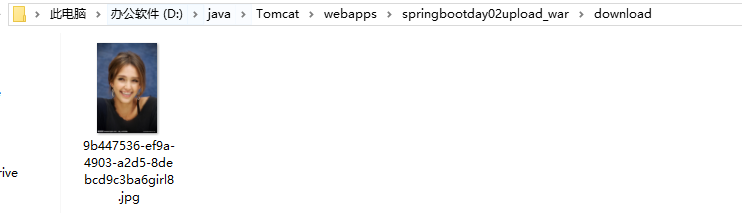 此电脑 > 办公软件 (D:) > java > Tomcat > webapps > springbootday02upload_war > download
9b447536-ef9a-
4903-a2d5-8de
bcd9c3ba6girl8
.jpg
rive